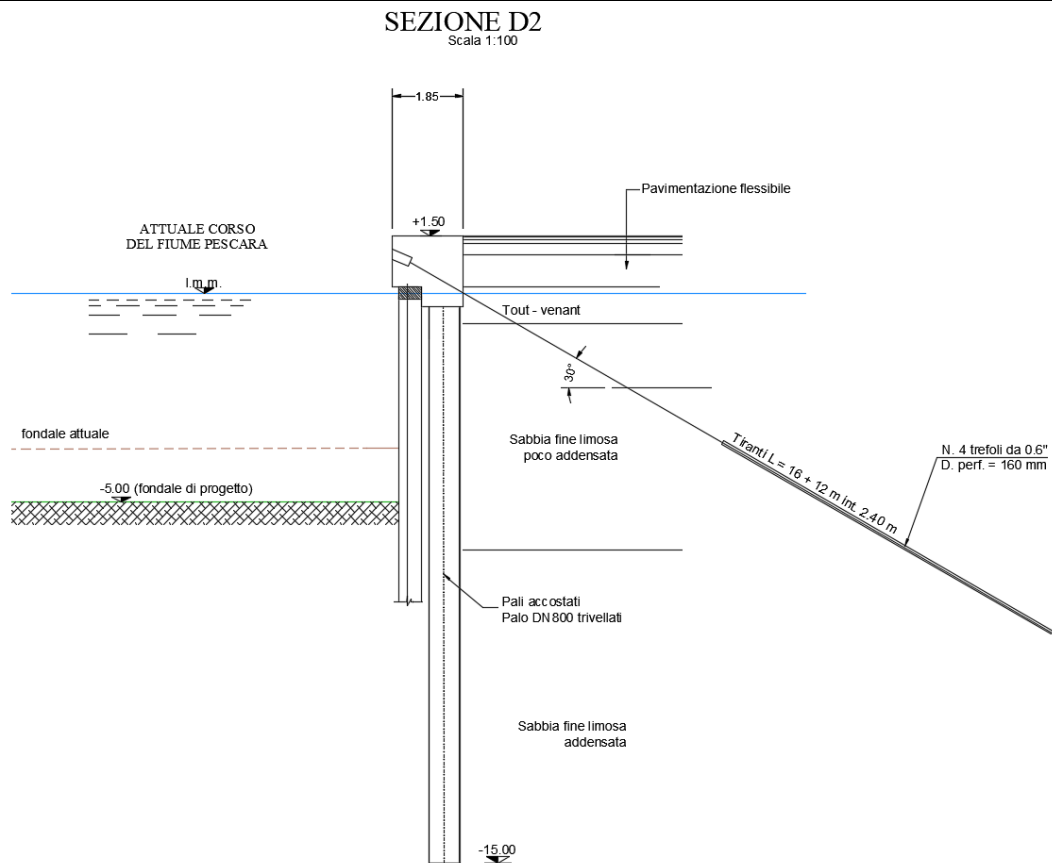 SEZIONE D2
Scala 1:100
1.85
Pavimentazione flessibile
+1.50
ATTUALE CORSO
DEL FIUME PESCARA
l.m.m.
Tout - venant
30°
fondale attuale
Sabbia fine limosa
poco addensata
Tiranti L = 16 + 12 m int. 2.40 m
N. 4 trefoli da 0.6"
D. perf. = 160 mm
-5.00 (fondale di progetto)
Pali accostati
Palo DN 800 trivellati
Sabbia fine limosa
addensata
-15.00